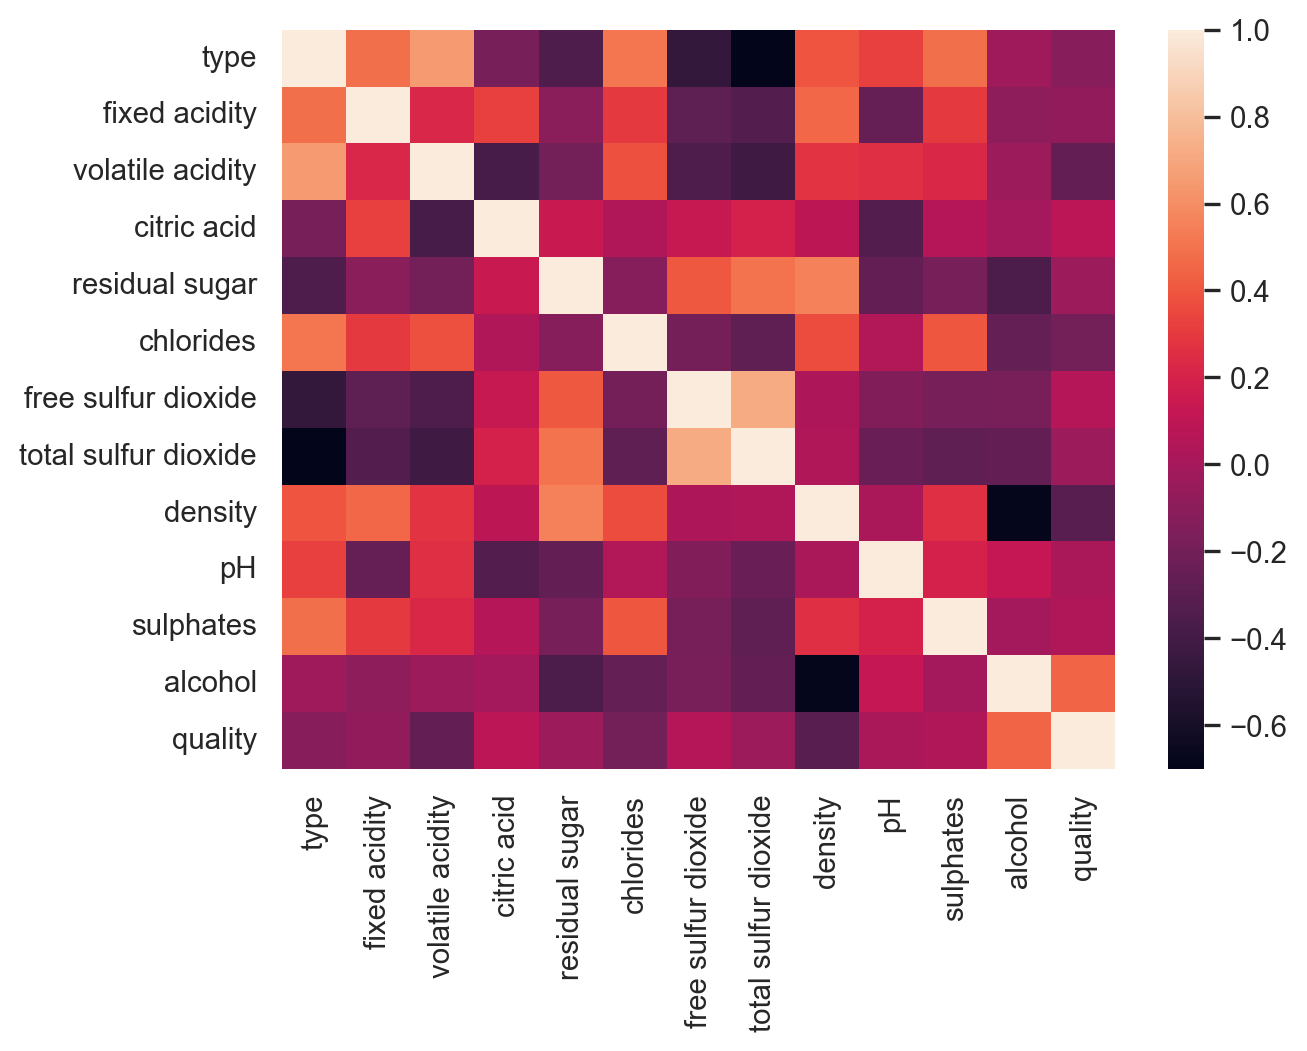 type
fixed acidity
volatile acidity
citric acid
residual sugar
chlorides
free sulfur dioxide
total sulfur dioxide
density
pH
sulphates
alcohol
quality
type
fixed acidity
volatile acidity
citric acid
residual sugar
chlorides
free sulfur dioxide
total sulfur dioxide
density
pH
sulphates
alcohol
quality
1.0
0.8
0.6
0.4
0.2
0.0
−0.2
−0.4
−0.6